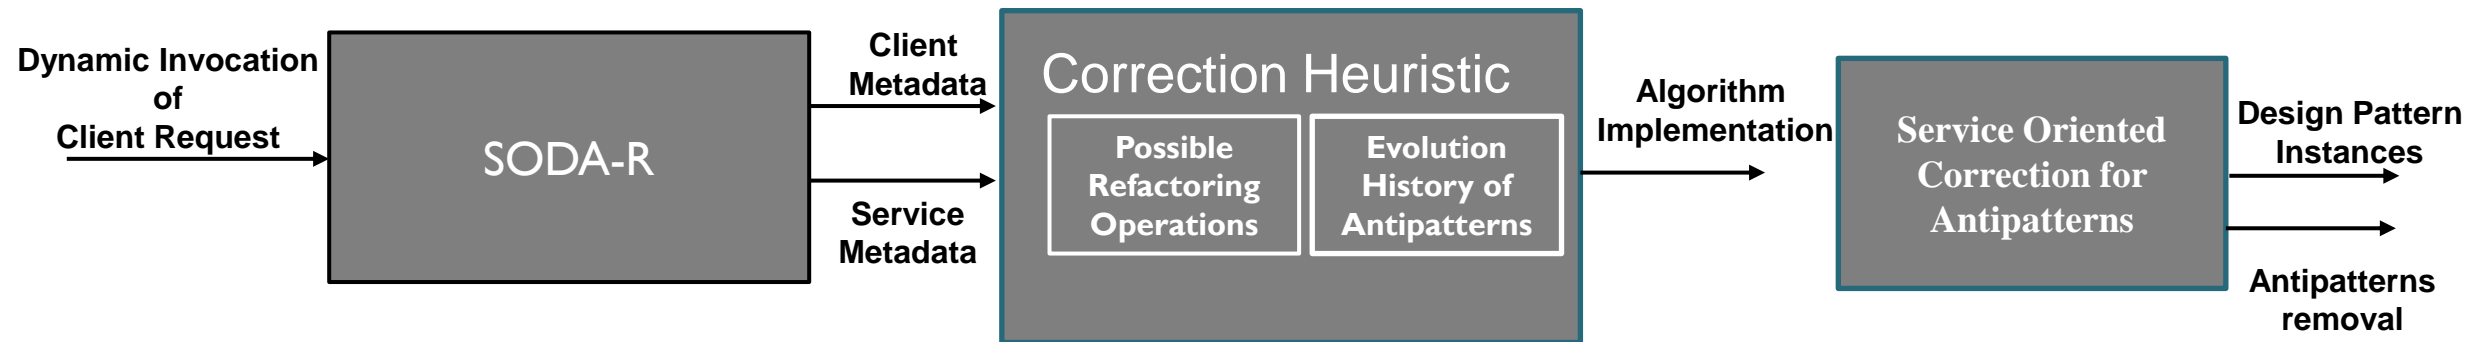 Dynamic Invocation
of
Client Request
SODA-R
Client
Metadata
Service
Metadata
Correction Heuristic
Possible
Refactoring
Operations
Evolution
History of
Antipatterns
Algorithm
Implementation
Service Oriented
Correction for
Antipatterns
Design Pattern
Instances
Antipatterns
removal